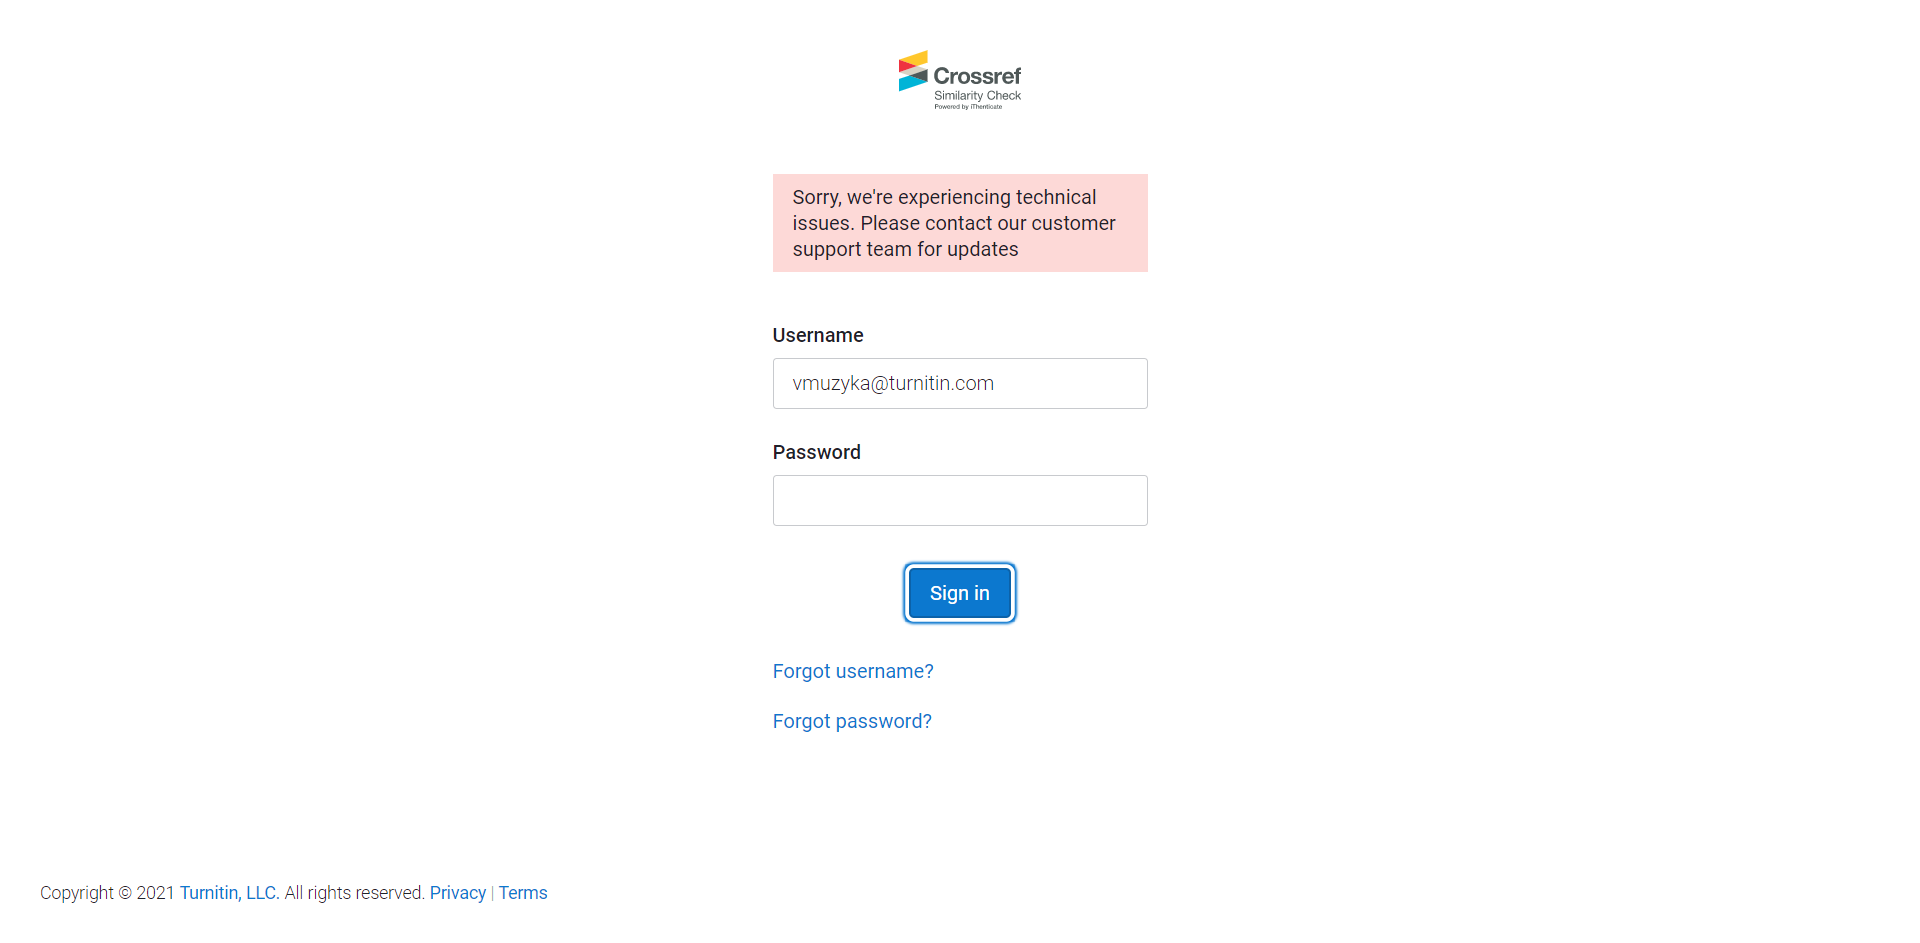 Crossref
Similarity Check
Powered by iThenticate
Sorry, we're experiencing technical
issues. Please contact our customer
support team for updates
Username
vmuzyka@turnitin.com
Password
Sign in
Forgot username?
Forgot password?
Copyright © 2021 Turnitin, LLC. All rights reserved. Privacy | Terms